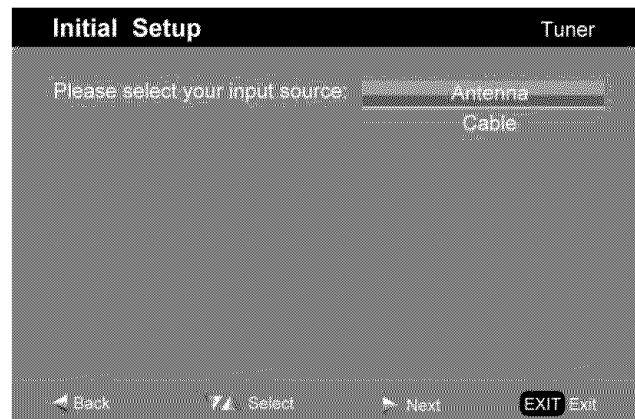 Initial Setup
Tuner
Please select your input source:
Antenna
Cable
Back
Select
Next
EXIT Exit